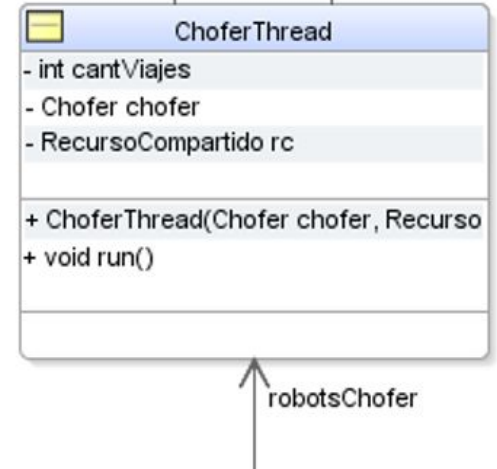 ChoferThread
- int cantViajes
- Chofer chofer
- RecursoCompartido rc
+ ChoferThread(Chofer chofer, Recurso
+ void run()
robotsChofer